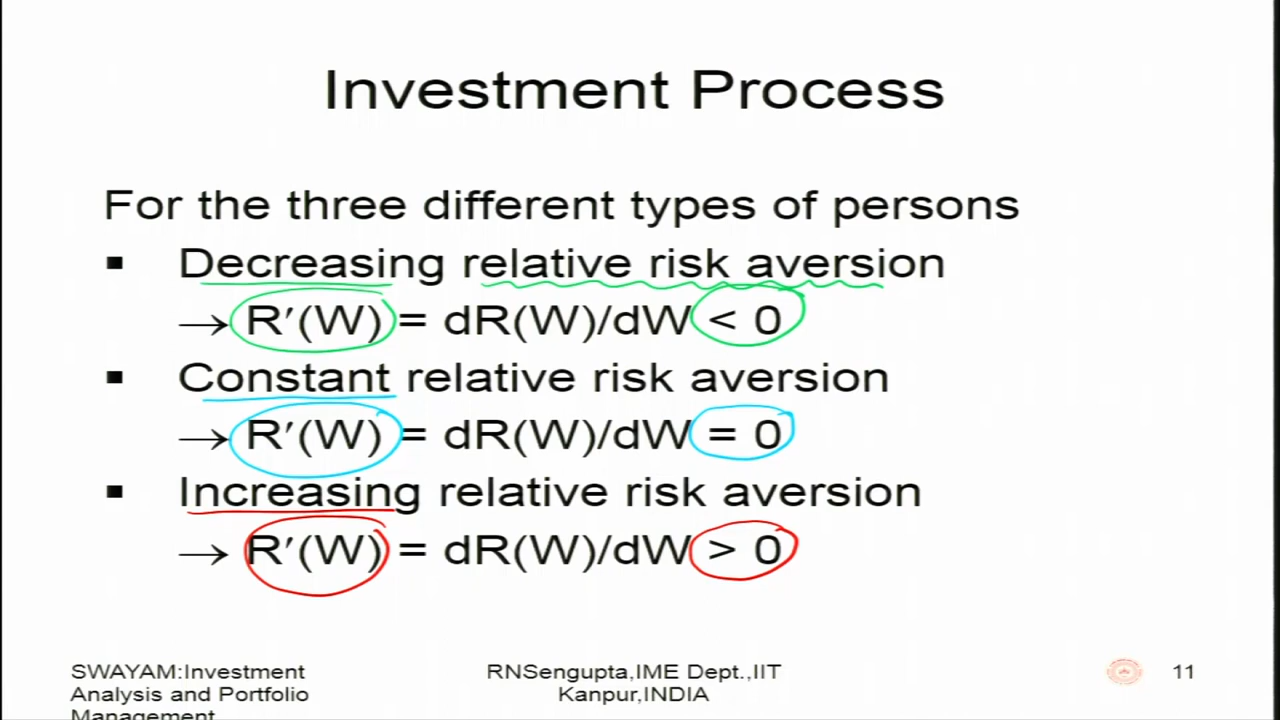 Investment Process
For the three different types of persons
▪ Decreasing relative risk aversion
→ R′(W) = dR(W)/dW < 0
▪ Constant relative risk aversion
→ R′(W) = dR(W)/dW = 0
▪ Increasing relative risk aversion
→ R′(W) = dR(W)/dW > 0
SWAYAM:Investment
Analysis and Portfolio
Management
RNSengupta,IME Dept.,IIT
Kanpur,INDIA
11